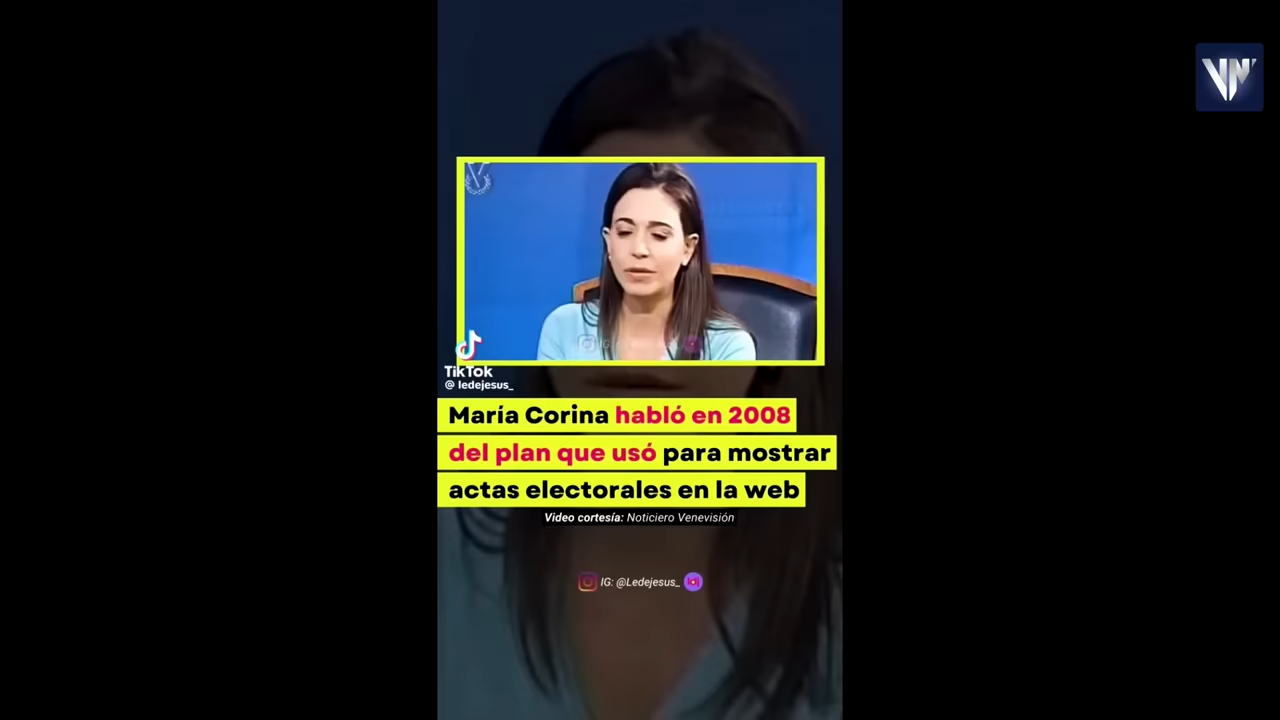 VN
TikTok
@ ledejesus_
María Corina habló en 2008
del plan que usó para mostrar
actas electorales en la web
Video cortesía: Noticiero Venevisión
IG: @Ledejesus_